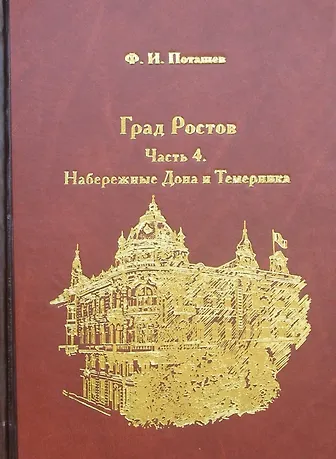 Ф. И. Поташев
Град Ростов
Часть 4.
Набережные Дона и Темерника